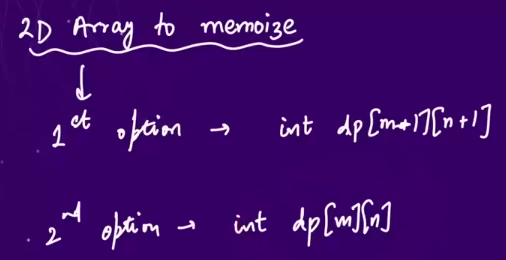 2D Array to memoize
1st option → int dp[m+1][n+1]
2nd option → int dp[m][n]